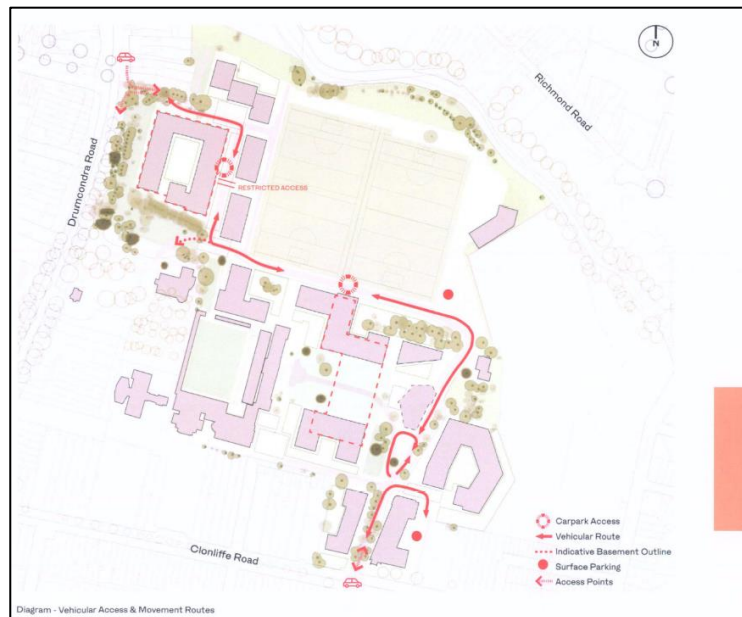 N
Richmond Road
Drumcondra Road
RESTRICTED ACCESS
Clonliffe Road
Carpark Access
Vehicular Route
Indicative Basement Outline
Surface Parking
Access Points
Diagram - Vehicular Access & Movement Routes